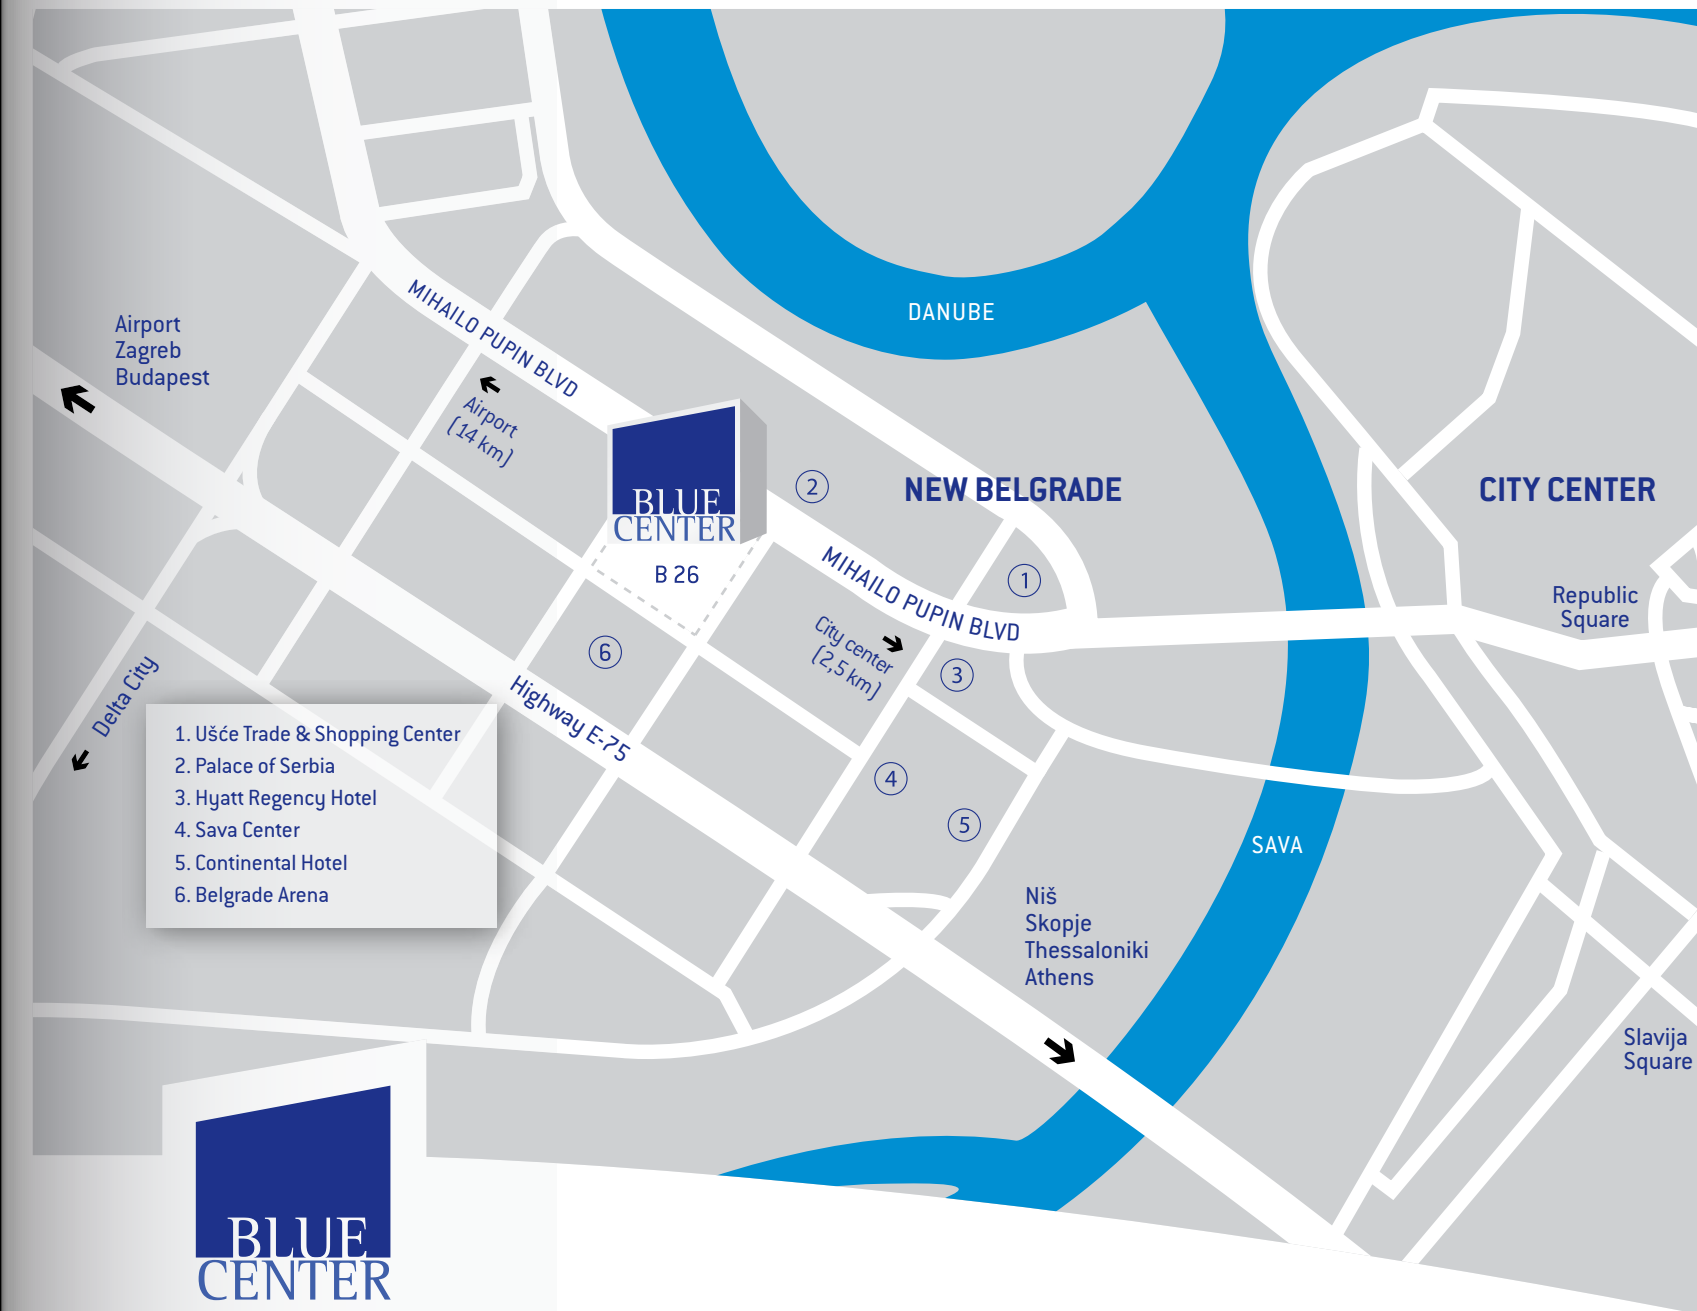 DANUBE
MIHAILO PUPIN BLVD
Airport
Zagreb
Budapest
Airport
(14 km)
BLUE
CENTER
B 26
2
NEW BELGRADE
CITY CENTER
1
MIHAILO PUPIN BLVD
Republic
Square
City center
(2,5 km)
6
3
Delta City
Highway E-75
1. Ušće Trade & Shopping Center
2. Palace of Serbia
3. Hyatt Regency Hotel
4. Sava Center
5. Continental Hotel
6. Belgrade Arena
4
5
SAVA
Niš
Skopje
Thessaloniki
Athens
Slavija
Square
BLUE
CENTER